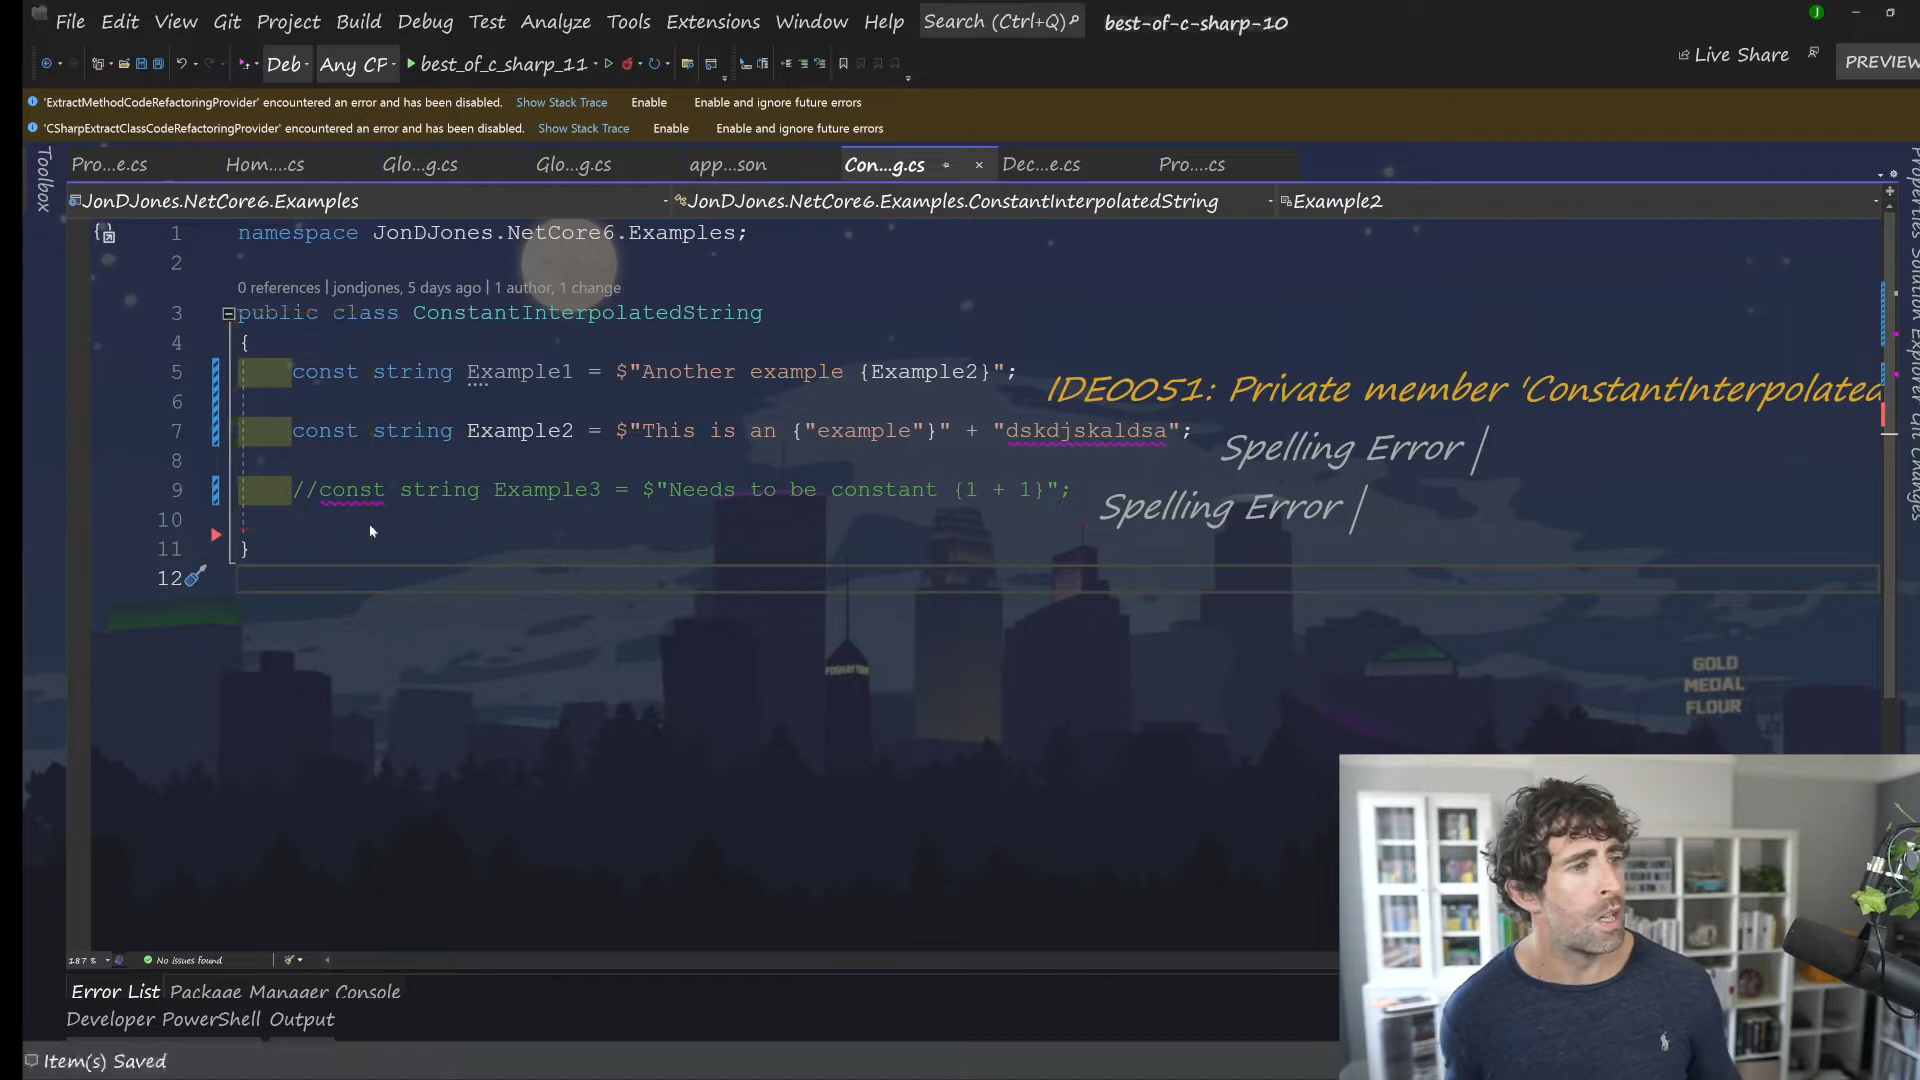 File Edit View Git Project Build Debug Test Analyze Tools Extensions Window Help Search (Ctrl+Q) best-of-c-sharp-10
Deb Any CP best_of_c_sharp_11 Live Share PREVIEW
'ExtractMethodCodeRefactoringProvider' encountered an error and has been disabled. Show Stack Trace Enable Enable and ignore future errors
'CSharpExtractClassCodeRefactoringProvider' encountered an error and has been disabled. Show Stack Trace Enable Enable and ignore future errors
Toolbox
Pro...e.cs Hom....cs Glo...g.cs Glo...g.cs app...son Con...g.cs Dec...e.cs Pro....cs
JonDJones.NetCore6.Examples JonDJones.NetCore6.Examples.ConstantInterpolatedString Example2
1 namespace JonDJones.NetCore6.Examples;
2
0 references | jondjones, 5 days ago | 1 author, 1 change
3 public class ConstantInterpolatedString
4 {
5 const string Example1 = $"Another example {Example2}"; IDE0051: Private member 'ConstantInterpolated
6
7 const string Example2 = $"This is an {"example"}" + "dskdjskaldsa"; Spelling Error |
8
9 //const string Example3 = $"Needs to be constant {1 + 1}"; Spelling Error |
10
11 }
12
FOSHAY TOWER
GOLD
MEDAL
FLOUR
Properties Solution Explorer Git Changes
187 % No issues found
Error List Package Manager Console
Developer PowerShell Output
Item(s) Saved